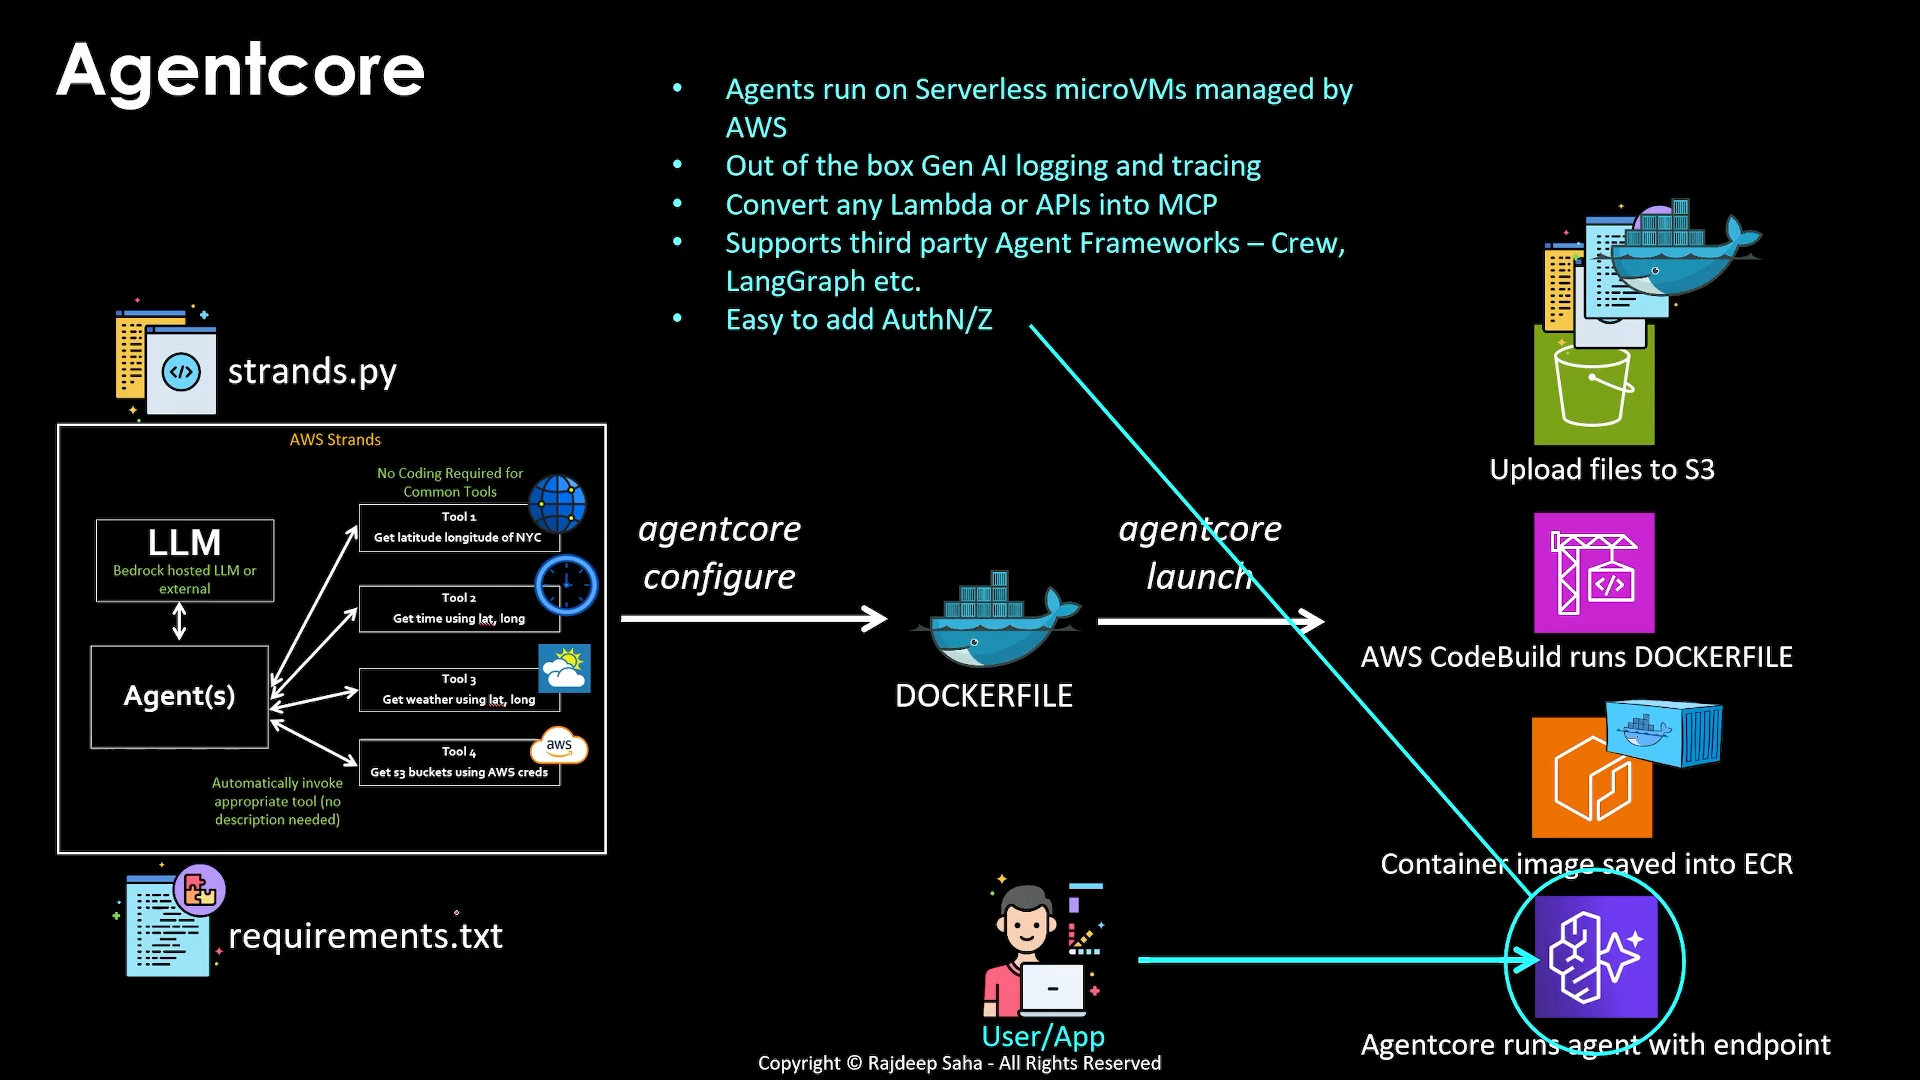 Agentcore
• Agents run on Serverless microVMs managed by
AWS
• Out of the box Gen AI logging and tracing
• Convert any Lambda or APIs into MCP
• Supports third party Agent Frameworks – Crew,
LangGraph etc.
• Easy to add AuthN/Z
strands.py
AWS Strands
No Coding Required for
Common Tools
LLM
Bedrock hosted LLM or
external
Agent(s)
Tool 1
Get latitude longitude of NYC
Tool 2
Get time using lat, long
Tool 3
Get weather using lat, long
Tool 4
Get s3 buckets using AWS creds
aws
Automatically invoke
appropriate tool (no
description needed)
requirements.txt
agentcore
configure
DOCKERFILE
agentcore
launch
Upload files to S3
AWS CodeBuild runs DOCKERFILE
Container image saved into ECR
Agentcore runs agent with endpoint
User/App
Copyright © Rajdeep Saha - All Rights Reserved